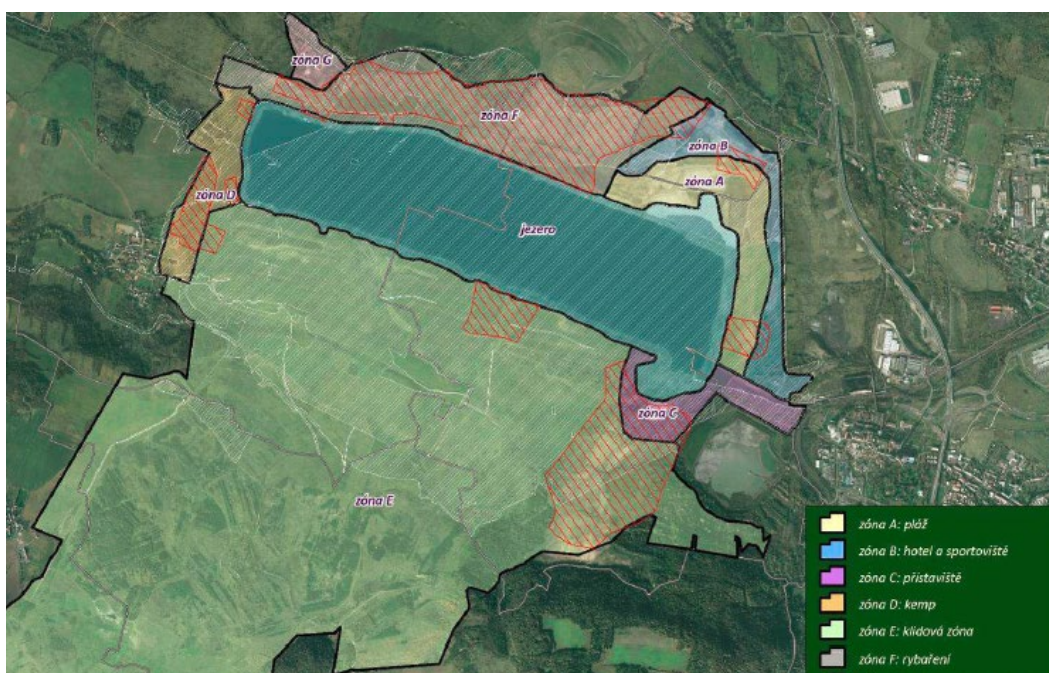 zóna G
zóna F
zóna B
zóna A
zóna D
jezero
zóna C
zóna E
zóna A: pláž
zóna B: hotel a sportoviště
zóna C: přístaviště
zóna D: kemp
zóna E: klidová zóna
zóna F: rybaření